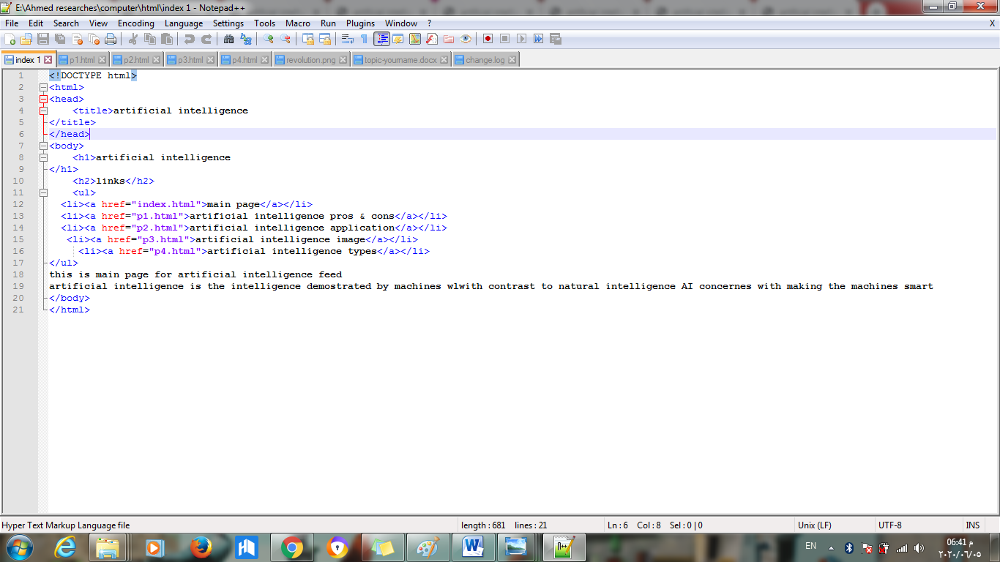 E:\Ahmed researches\computer\html\index 1 - Notepad++
File Edit Search View Encoding Language Settings Tools Macro Run Plugins Window ? X
index 1 p1.html p2.html p3.html p4.html revolution.png topic-yourname.docx change.log
1 <!DOCTYPE html>
2 <html>
3 <head>
4 <title>artificial intelligence
5 </title>
6 </head>
7 <body>
8 <h1>artificial intelligence
9 </h1>
10 <h2>links</h2>
11 <ul>
12 <li><a href="index.html">main page</a></li>
13 <li><a href="p1.html">artificial intelligence pros & cons</a></li>
14 <li><a href="p2.html">artificial intelligence application</a></li>
15 <li><a href="p3.html">artificial intelligence image</a></li>
16 <li><a href="p4.html">artificial intelligence types</a></li>
17 </ul>
18 this is main page for artificial intelligence feed
19 artificial intelligence is the intelligence demostrated by machines wlwith contrast to natural intelligence AI concernes with making the machines smart
20 </body>
21 </html>
Hyper Text Markup Language file length : 681 lines : 21 Ln : 6 Col : 8 Sel : 0 | 0 Unix (LF) UTF-8 INS
EN 06:41 م
٢٠٢٠/٠٦/٠٥